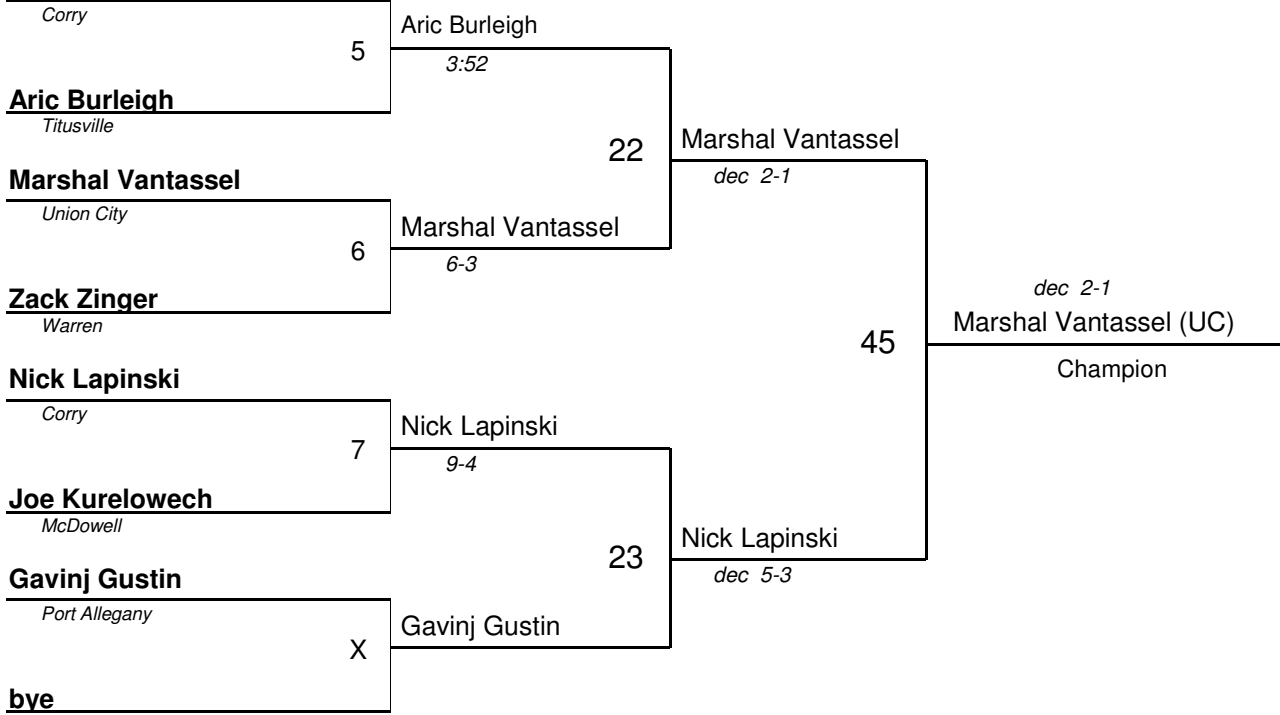 Corry
Aric Burleigh
5
3:52
Aric Burleigh
Titusville
22
Marshal Vantassel
dec 2-1
Marshal Vantassel
Union City
Marshal Vantassel
6
6-3
Zack Zinger
Warren
dec 2-1
Marshal Vantassel (UC)
45
Champion
Nick Lapinski
Corry
Nick Lapinski
7
9-4
Joe Kurelowech
McDowell
23
Nick Lapinski
dec 5-3
Gavinj Gustin
Port Allegany
Gavinj Gustin
X
bye